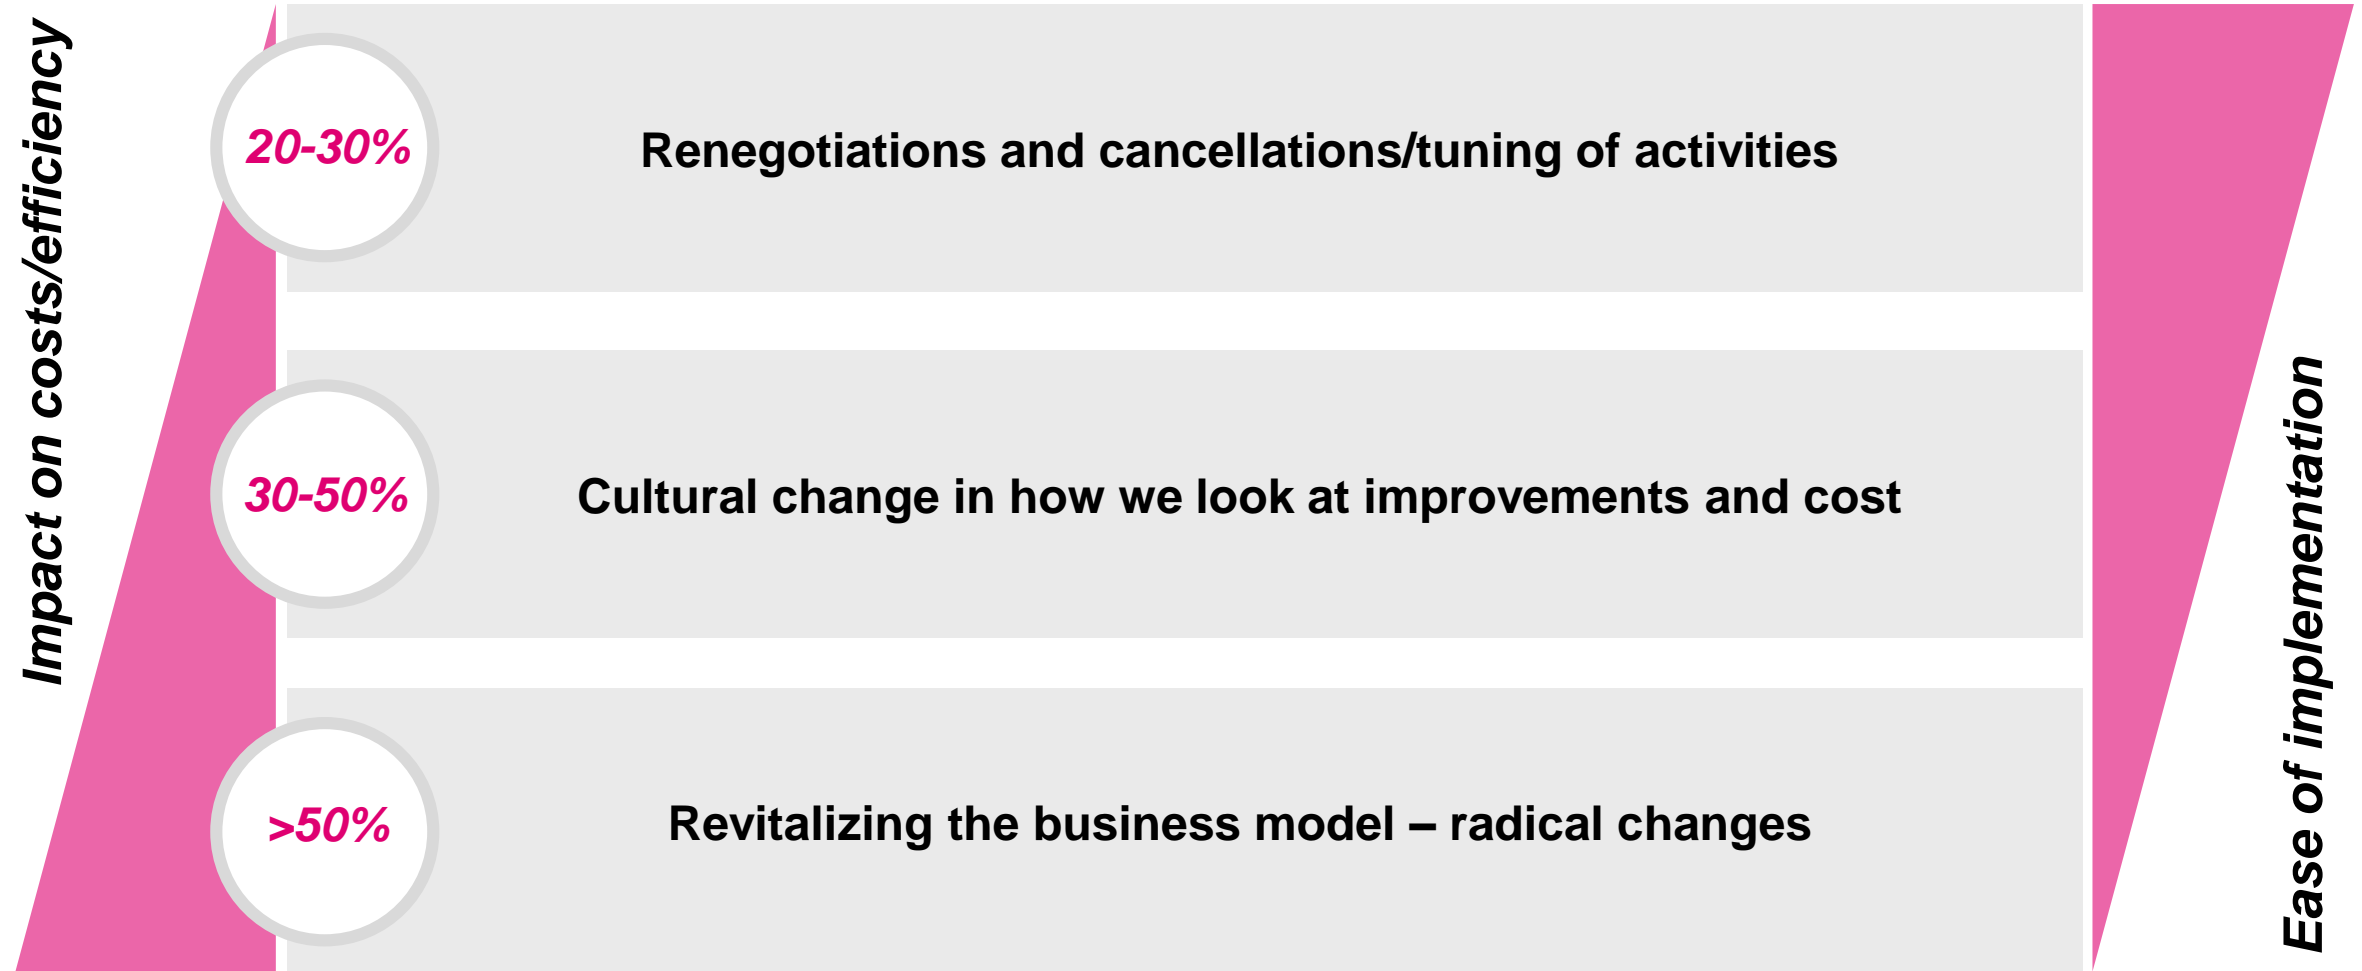 Impact on costs/efficiency
20-30%
Renegotiations and cancellations/tuning of activities
30-50%
Cultural change in how we look at improvements and cost
>50%
Revitalizing the business model – radical changes
Ease of implementation